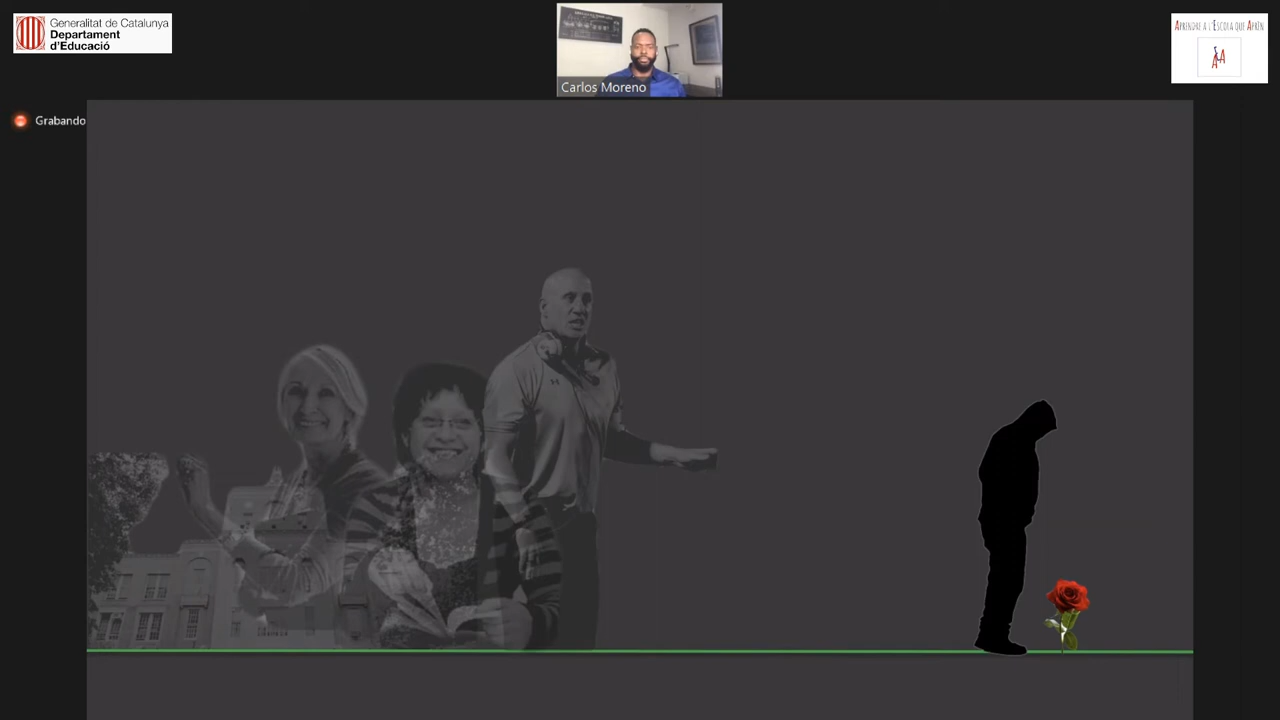 Generalitat de Catalunya
Departament
d'Educació
Carlos Moreno
APRENDRE A L'ESCOLA QUE APRÈN
Grabando